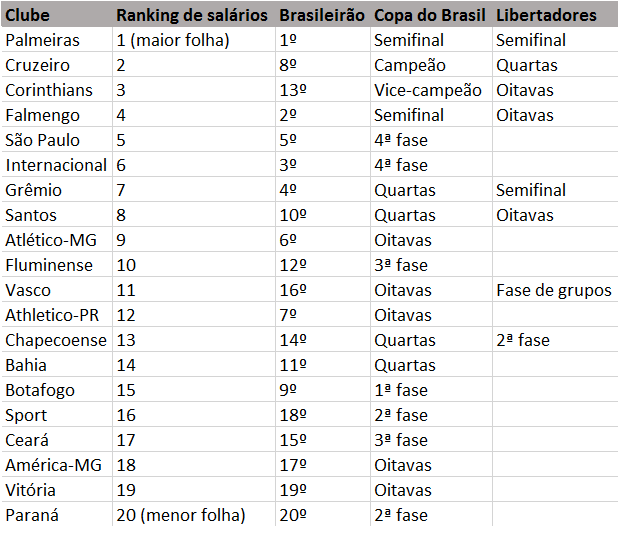 Clube Ranking de salários Brasileirão Copa do Brasil Libertadores
Palmeiras 1 (maior folha) 1º Semifinal Semifinal
Cruzeiro 2 8º Campeão Quartas
Corinthians 3 13º Vice-campeão Oitavas
Falmengo 4 2º Semifinal Oitavas
São Paulo 5 5º 4ª fase
Internacional 6 3º 4ª fase
Grêmio 7 4º Quartas Semifinal
Santos 8 10º Quartas Oitavas
Atlético-MG 9 6º Oitavas
Fluminense 10 12º 3ª fase
Vasco 11 16º Oitavas Fase de grupos
Athletico-PR 12 7º Oitavas
Chapecoense 13 14º Quartas 2ª fase
Bahia 14 11º Quartas
Botafogo 15 9º 1ª fase
Sport 16 18º 2ª fase
Ceará 17 15º 3ª fase
América-MG 18 17º Oitavas
Vitória 19 19º Oitavas
Paraná 20 (menor folha) 20º 2ª fase